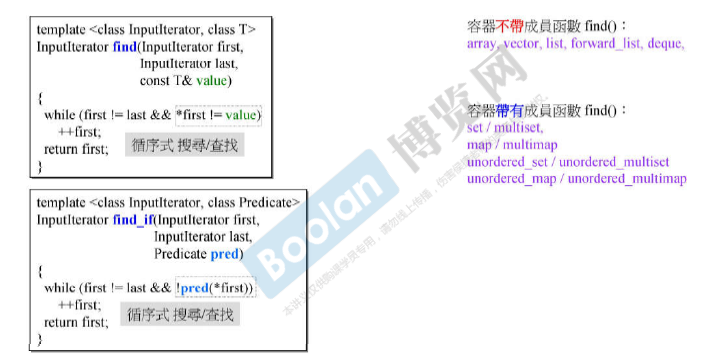 template <class InputIterator, class T>
InputIterator find(InputIterator first,
InputIterator last,
const T& value)
{
while (first != last && *first != value)
++first;
return first;
循序式 搜尋/查找
}
template <class InputIterator, class Predicate>
InputIterator find_if(InputIterator first,
InputIterator last,
Predicate pred)
{
while (first != last && !pred(*first))
++first;
return first;
循序式 搜尋/查找
}
容器不帶成員函數 find()：
array, vector, list, forward_list, deque,
容器帶有成員函數 find()：
set / multiset,
map / multimap
unordered_set / unordered_multiset
unordered_map / unordered_multimap
Boolan 博览网